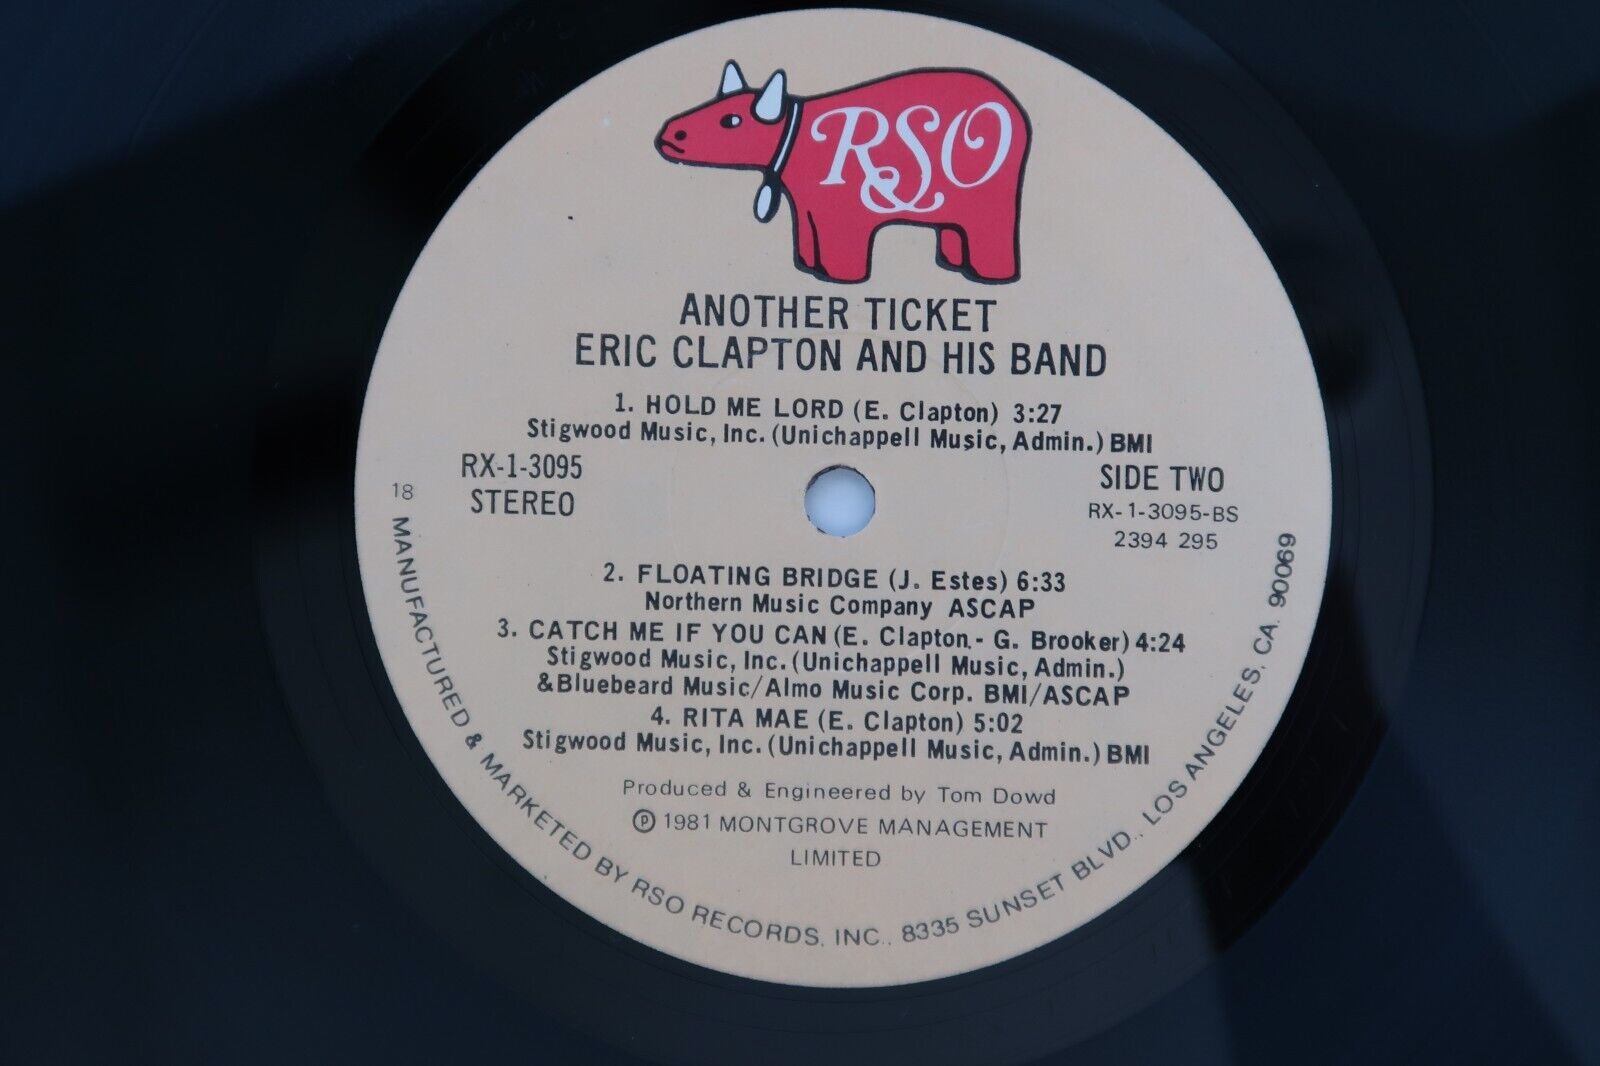 RSO
ANOTHER TICKET
ERIC CLAPTON AND HIS BAND
1. HOLD ME LORD (E. Clapton) 3:27
Stigwood Music, Inc. (Unichappell Music, Admin.) BMI
RX-1-3095
STEREO
SIDE TWO
RX-1-3095-BS
2394 295
18
2. FLOATING BRIDGE (J. Estes) 6:33
Northern Music Company ASCAP
3. CATCH ME IF YOU CAN (E. Clapton - G. Brooker) 4:24
Stigwood Music, Inc. (Unichappell Music, Admin.)
&Bluebeard Music/Almo Music Corp. BMI/ASCAP
4. RITA MAE (E. Clapton) 5:02
Stigwood Music, Inc. (Unichappell Music, Admin.) BMI
Produced & Engineered by Tom Dowd
℗ 1981 MONTGROVE MANAGEMENT
LIMITED
MANUFACTURED & MARKETED BY RSO RECORDS, INC., 8335 SUNSET BLVD., LOS ANGELES, CA. 90069